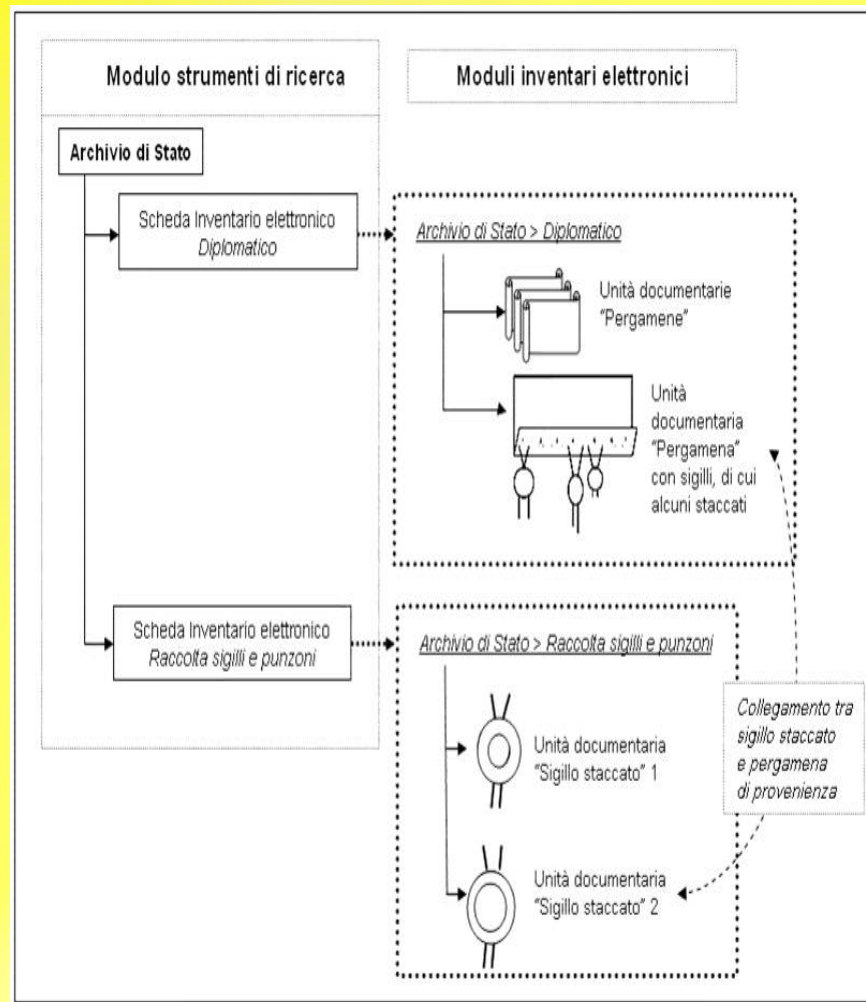 Modulo strumenti di ricerca
Moduli inventari elettronici
Archivio di Stato
Scheda Inventario elettronico
Diplomatico
Archivio di Stato > Diplomatico
Unità documentarie
“Pergamene”
Unità
documentaria
“Pergamena”
con sigilli, di cui
alcuni staccati
Scheda Inventario elettronico
Raccolta sigilli e punzoni
Archivio di Stato > Raccolta sigilli e punzoni
Unità documentaria
“Sigillo staccato” 1
Unità documentaria
“Sigillo staccato” 2
Collegamento tra
sigillo staccato
e pergamena
di provenienza